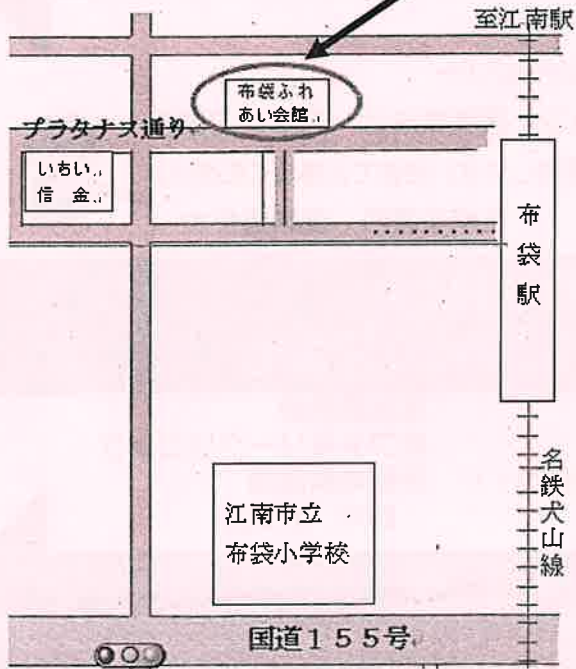 至江南駅
布袋ふれ
あい会館
プラタナス通り
いちい
信 金
布袋駅
名鉄犬山線
江南市立
布袋小学校
国道155号